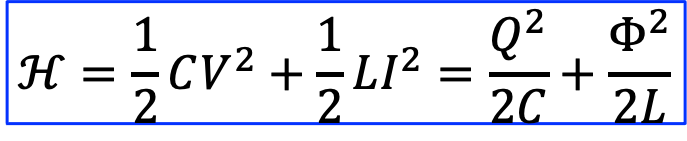 ℋ = 1/2 CV² + 1/2 LI² = Q²/2C + Φ²/2L